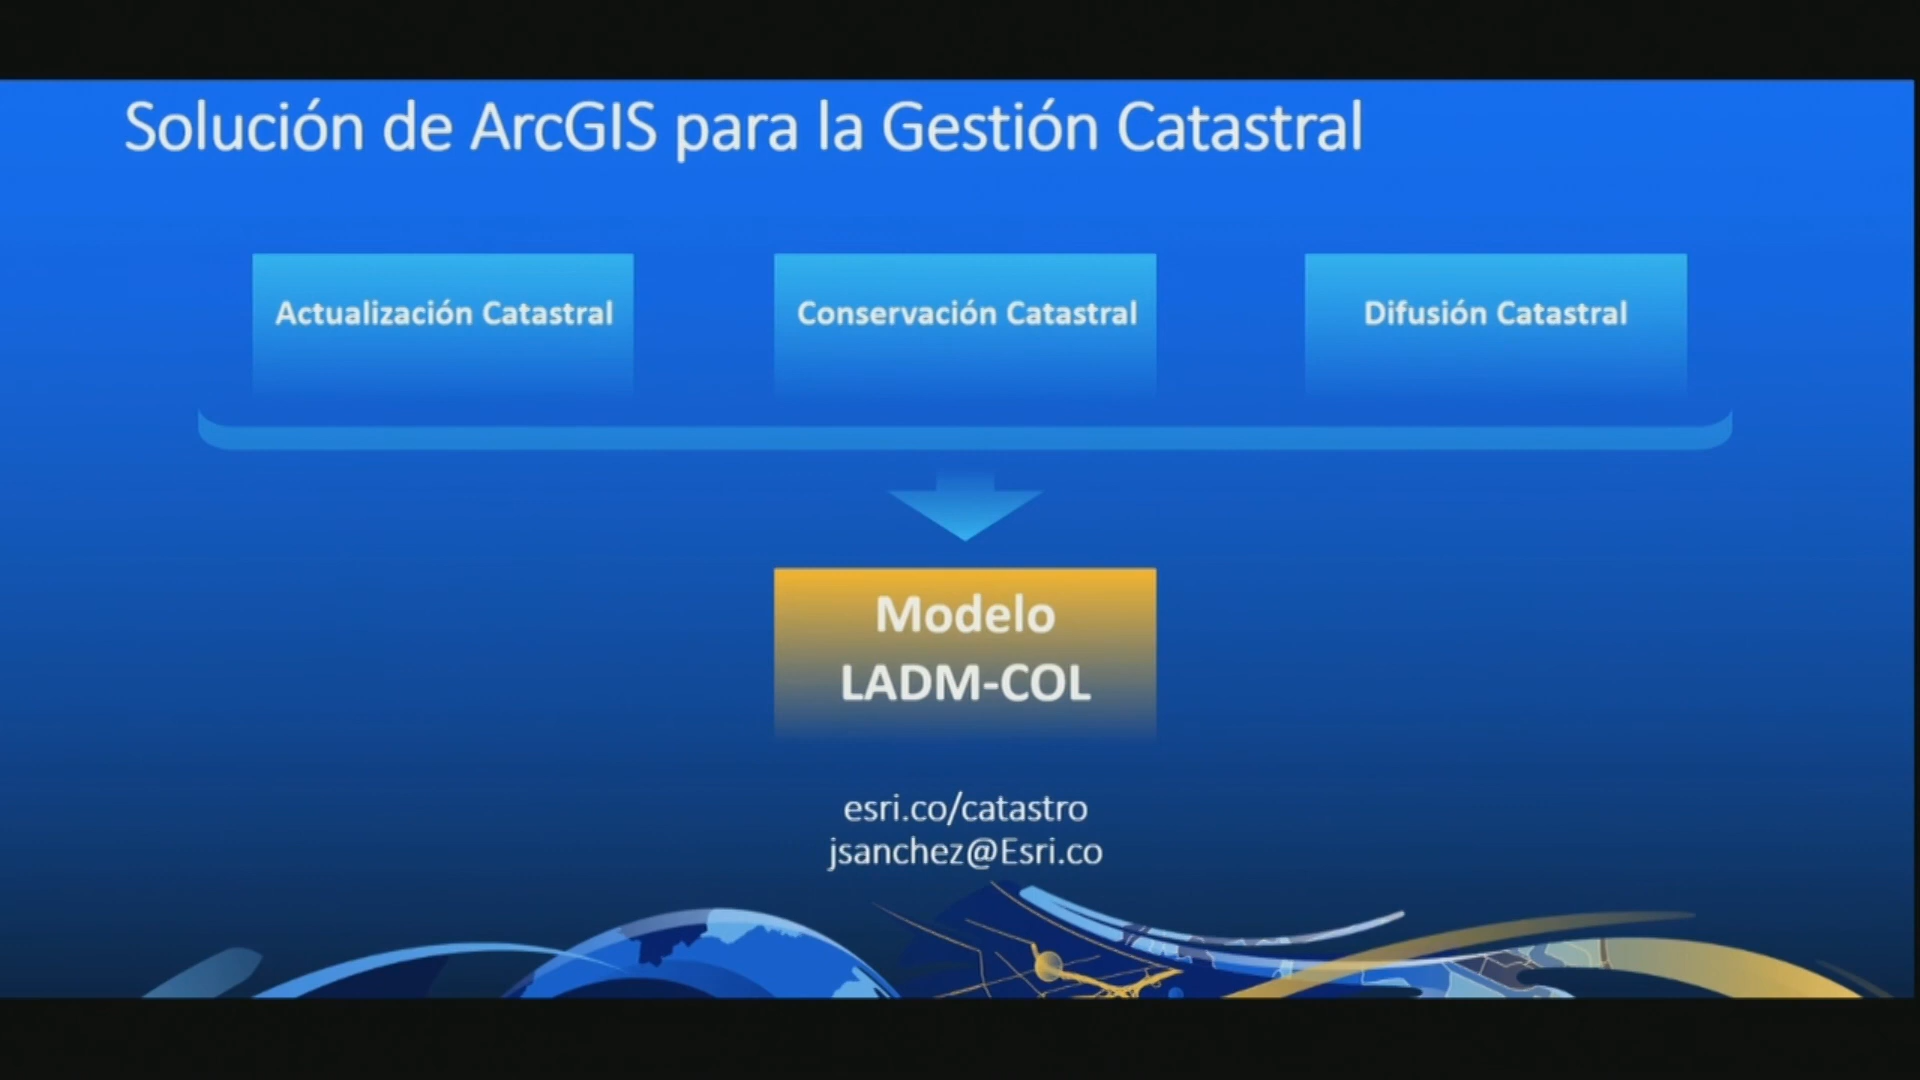 Solución de ArcGIS para la Gestión Catastral
Actualización Catastral
Conservación Catastral
Difusión Catastral
Modelo
LADM-COL
esri.co/catastro
jsanchez@Esri.co